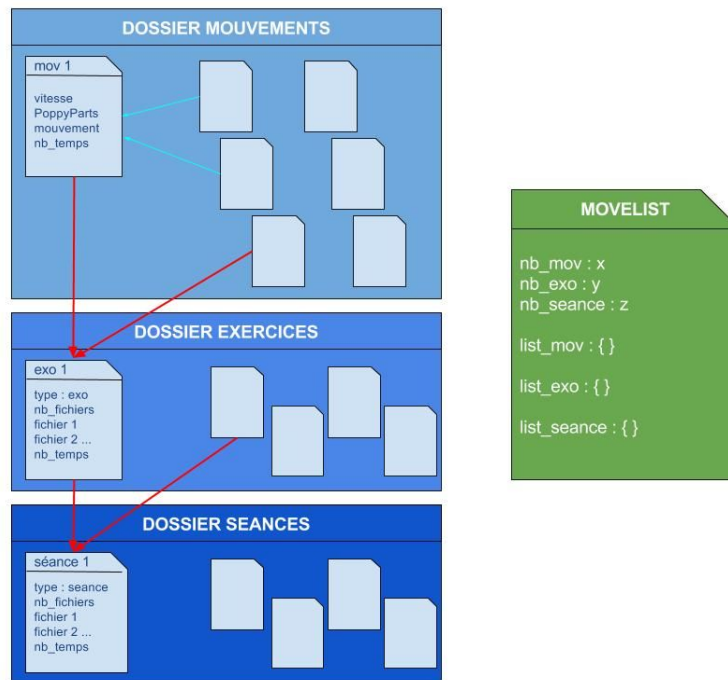 DOSSIER MOUVEMENTS
mov 1
vitesse
PoppyParts
mouvement
nb_temps
DOSSIER EXERCICES
exo 1
type : exo
nb_fichiers
fichier 1
fichier 2 ...
nb_temps
DOSSIER SEANCES
séance 1
type : seance
nb_fichiers
fichier 1
fichier 2 ...
nb_temps
MOVELIST
nb_mov : x
nb_exo : y
nb_seance : z
list_mov : { }
list_exo : { }
list_seance : { }